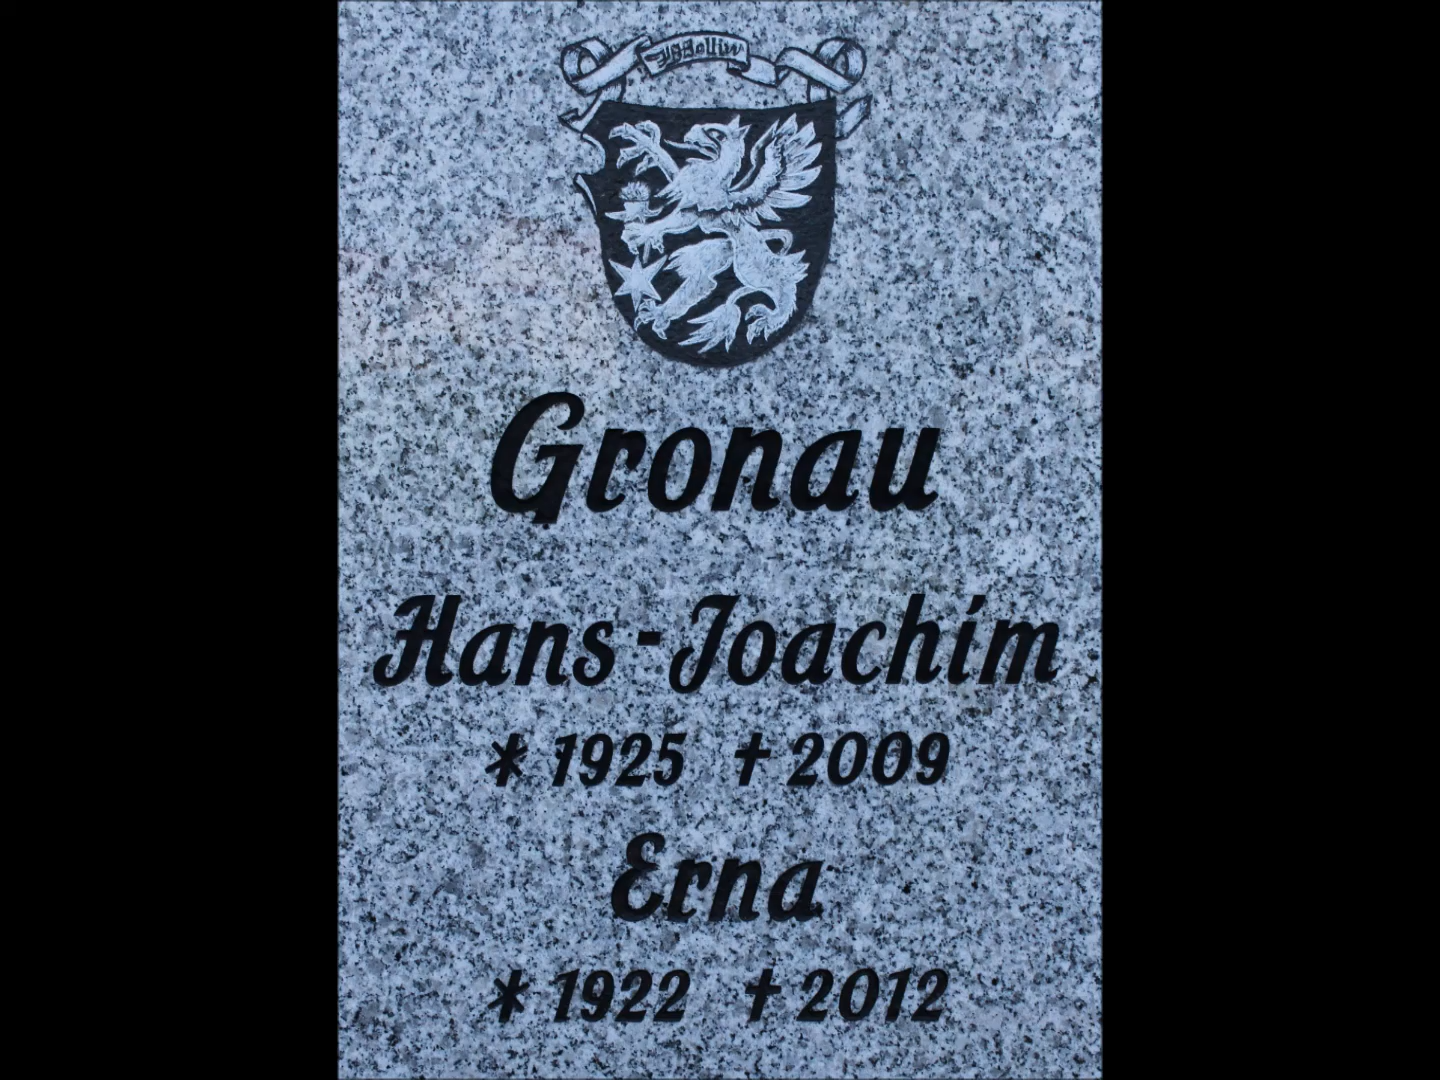 Gronau
Hans-Joachim
* 1925 † 2009
Erna
* 1922 † 2012